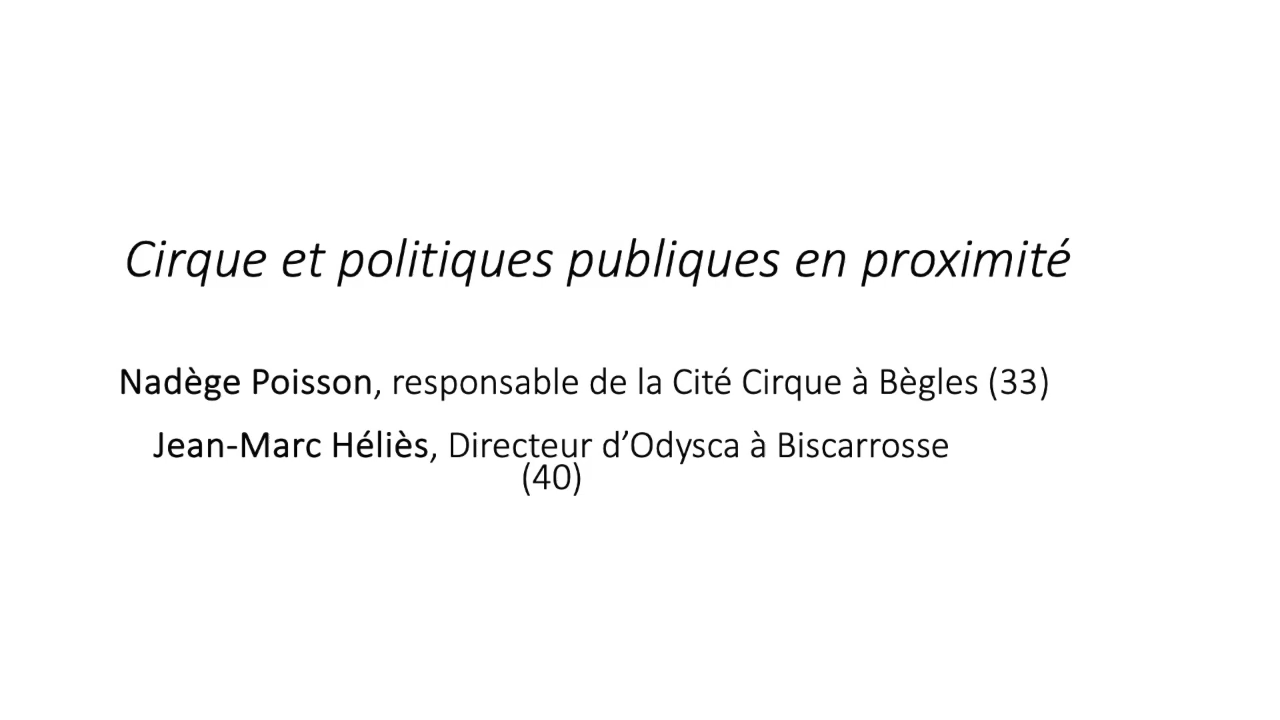 Cirque et politiques publiques en proximité
Nadège Poisson, responsable de la Cité Cirque à Bègles (33)
Jean-Marc Héliès, Directeur d’Odysca à Biscarrosse
(40)